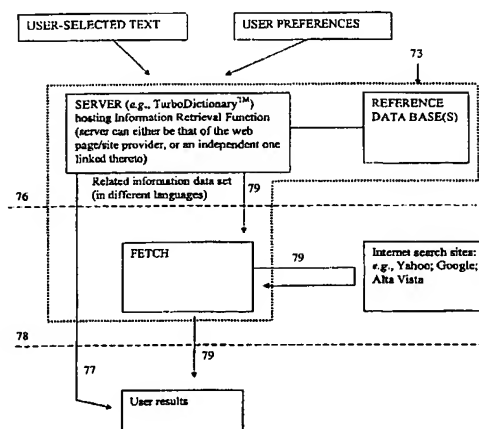 USER-SELECTED TEXT
USER PREFERENCES
73
SERVER (e.g., TurboDictionary™)
hosting Information Retrieval Function
(server can either be that of the web
page/site provider, or an independent one
linked thereto)
REFERENCE
DATA BASE(S)
Related information data set
(in different languages)
79
76
FETCH
79
Internet search sites:
e.g., Yahoo; Google;
Alta Vista
78
77
79
User results